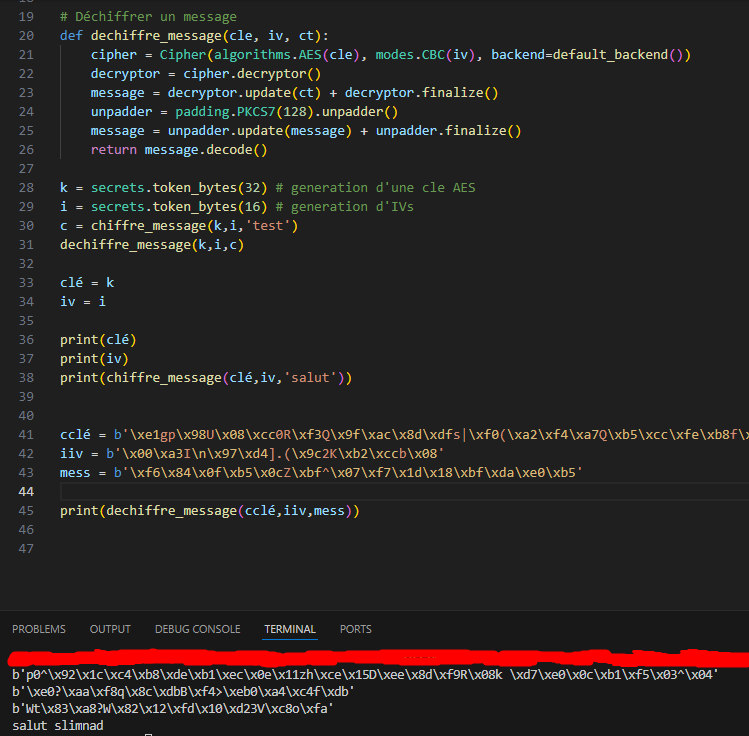 19 # Déchiffrer un message
20 def dechiffre_message(cle, iv, ct):
21 cipher = Cipher(algorithms.AES(cle), modes.CBC(iv), backend=default_backend())
22 decryptor = cipher.decryptor()
23 message = decryptor.update(ct) + decryptor.finalize()
24 unpadder = padding.PKCS7(128).unpadder()
25 message = unpadder.update(message) + unpadder.finalize()
26 return message.decode()
27
28 k = secrets.token_bytes(32) # generation d'une cle AES
29 i = secrets.token_bytes(16) # generation d'IVs
30 c = chiffre_message(k,i,'test')
31 dechiffre_message(k,i,c)
32
33 clé = k
34 iv = i
35
36 print(clé)
37 print(iv)
38 print(chiffre_message(clé,iv,'salut'))
39
40
41 cclé = b'\xe1gp\x98U\x08\xcc0R\xf3Q\x9f\xac\x8d\xdfs|\xf0(\xa2\xf4\xa7Q\xb5\xcc\xfe\xb8f\x
42 iiv = b'\x00\xa3I\n\x97\xd4].(\x9c2K\xb2\xccb\x08'
43 mess = b'\xf6\x84\x0f\xb5\x0cZ\xbf^\x07\xf7\x1d\x18\xbf\xda\xe0\xb5'
44
45 print(dechiffre_message(cclé,iiv,mess))
46
47
PROBLEMS OUTPUT DEBUG CONSOLE TERMINAL PORTS
b'p0^\x92\x1c\xc4\xb8\xde\xb1\xec\x0e\x11zh\xce\x15D\xee\x8d\xf9R\x08k \xd7\xe0\x0c\xb1\xf5\x03^\x04'
b'\xe0?\xaa\xf8q\x8c\xdbB\xf4>\xeb0\xa4\xc4f\xdb'
b'Wt\x83\xa8?W\x82\x12\xfd\x10\xd23V\xc8o\xfa'
salut slimnad